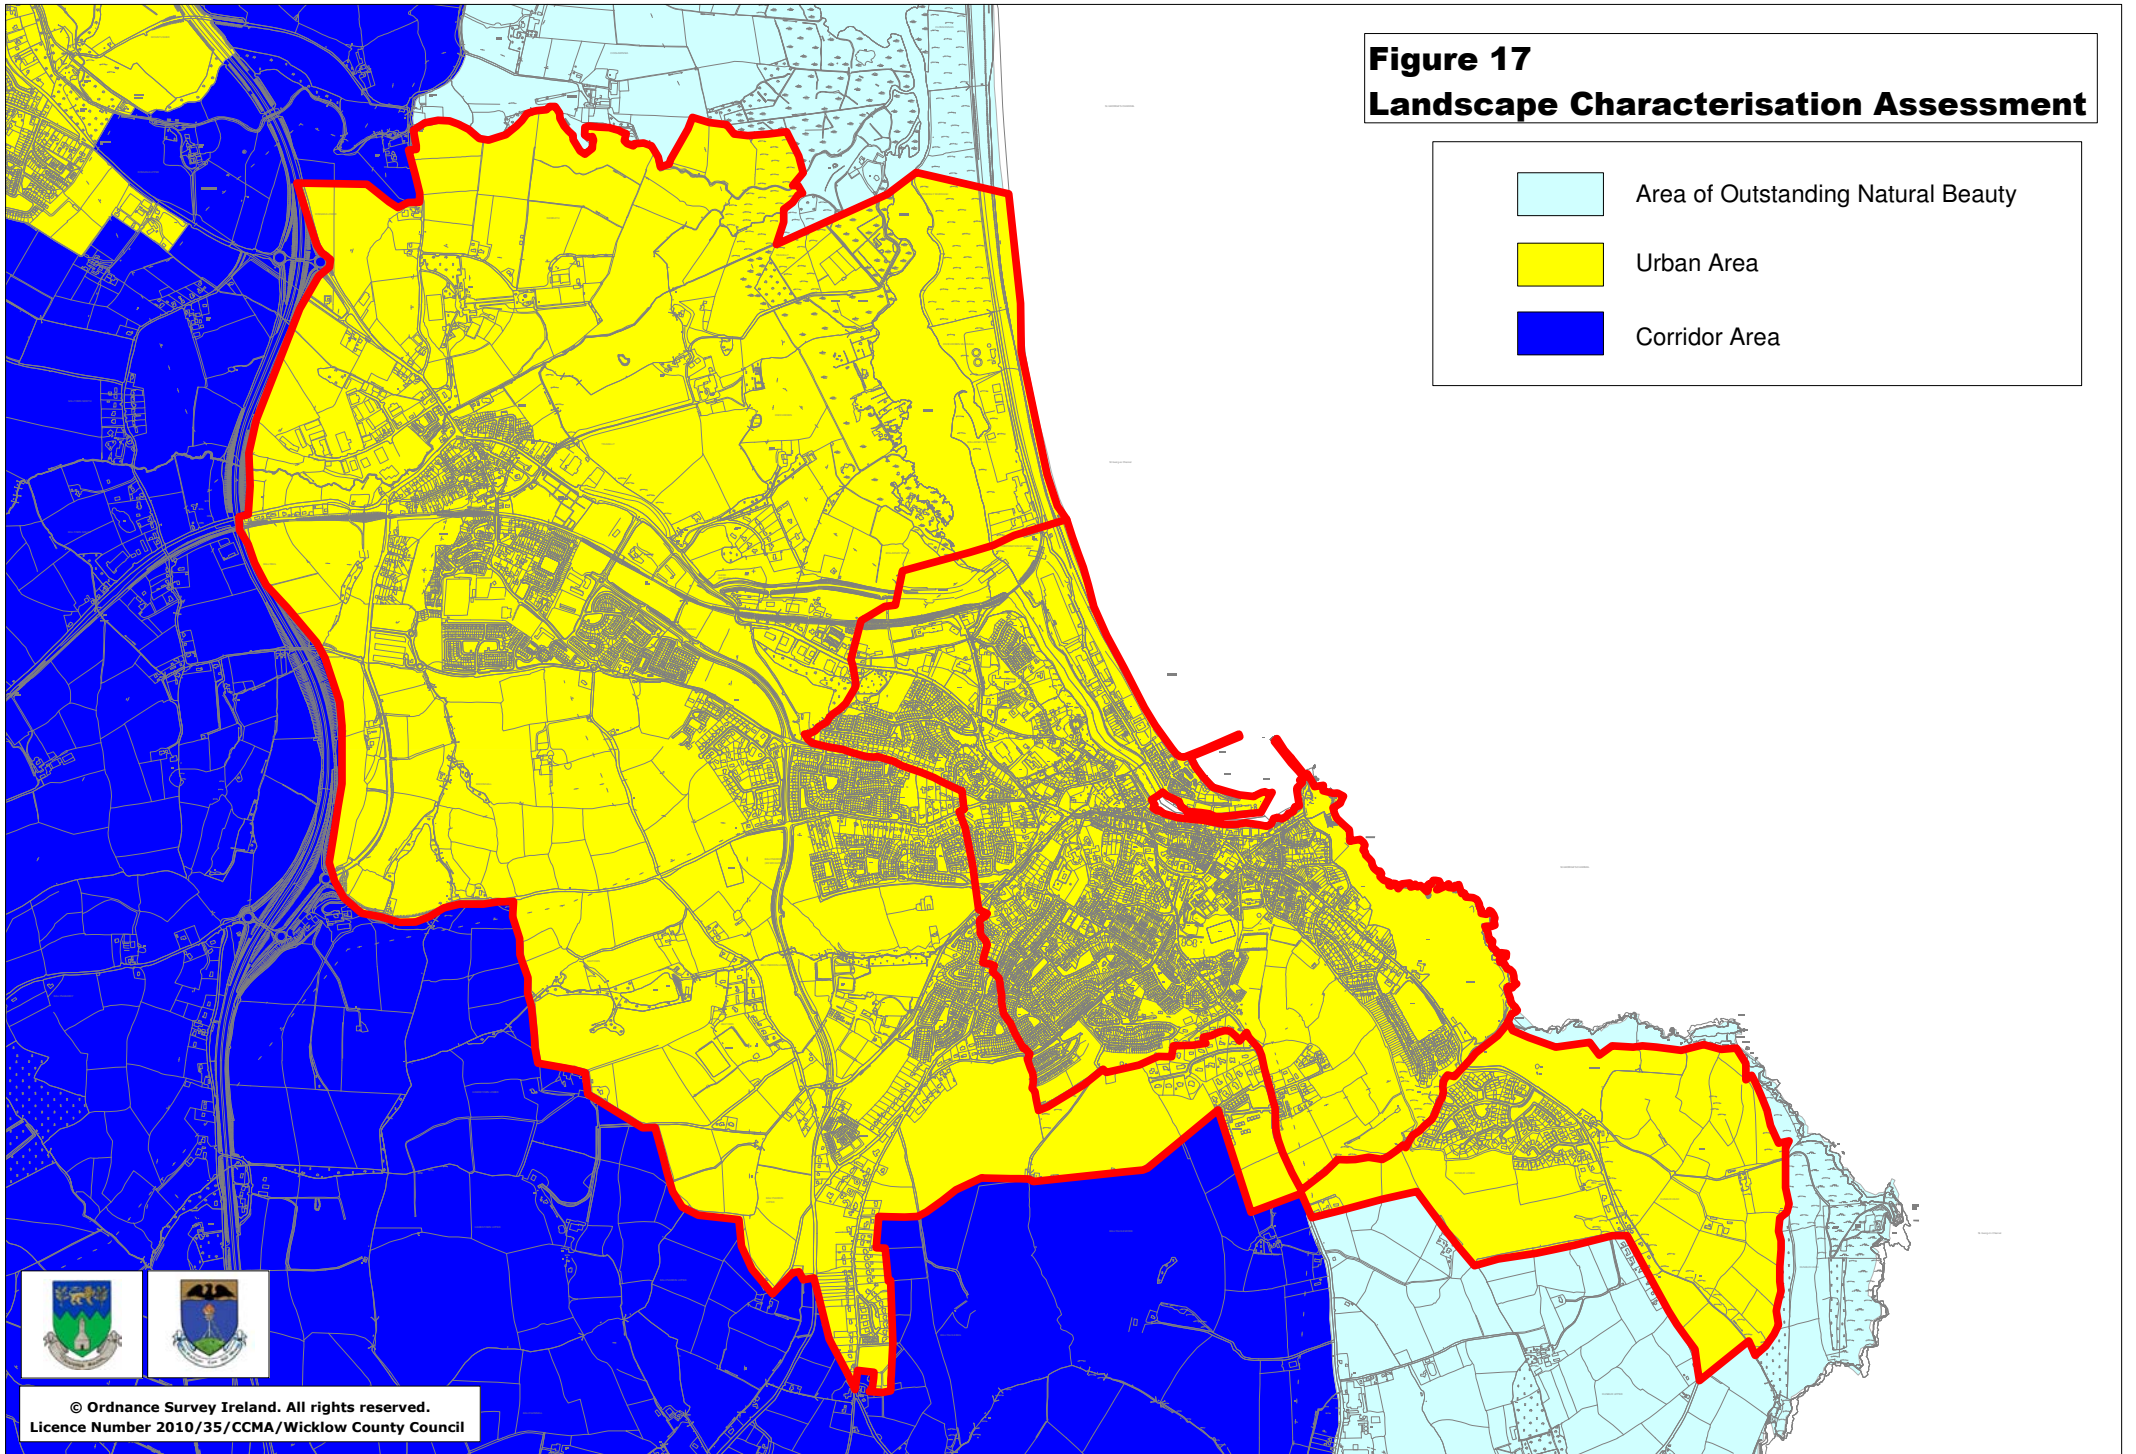 Figure 17
Landscape Characterisation Assessment
Area of Outstanding Natural Beauty
Urban Area
Corridor Area
© Ordnance Survey Ireland. All rights reserved.
Licence Number 2010/35/CCMA/Wicklow County Council